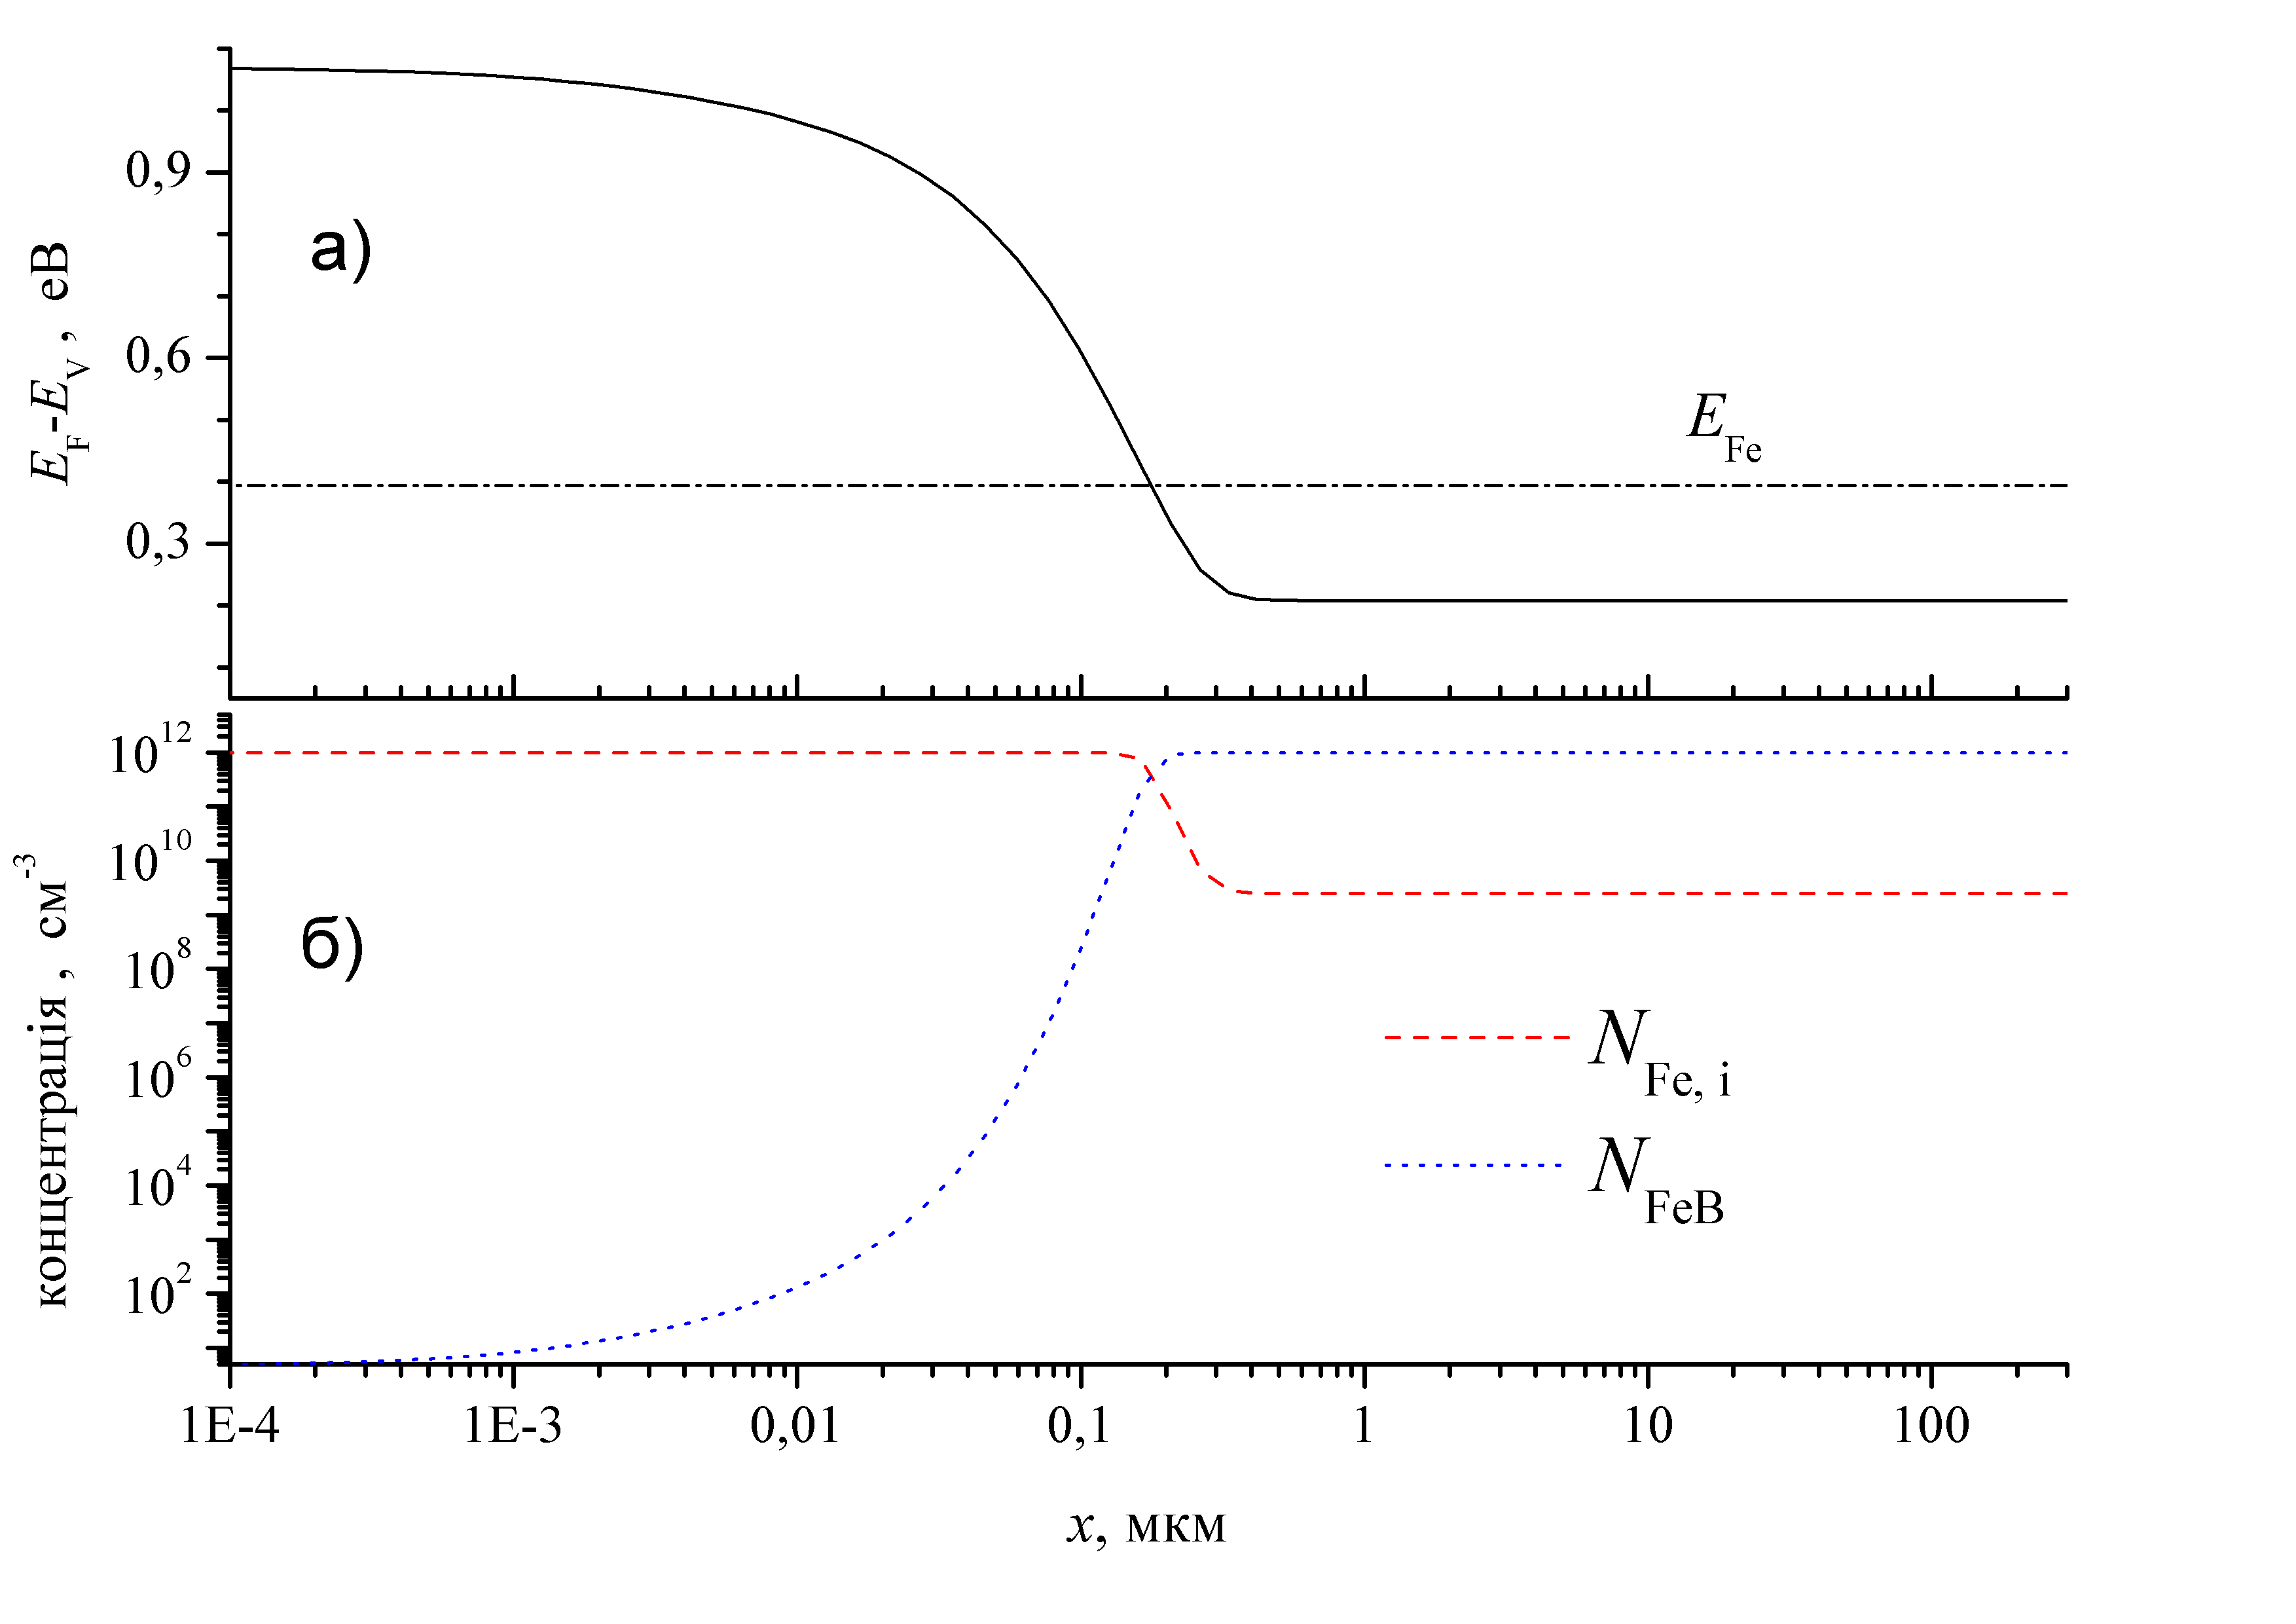 0,9
0,6
0,3
E_F-E_V, еВ
а)
E_Fe
10^12
10^10
10^8
10^6
10^4
10^2
концентрація, см^-3
б)
N_Fe, i
N_FeB
1E-4 1E-3 0,01 0,1 1 10 100
x, мкм